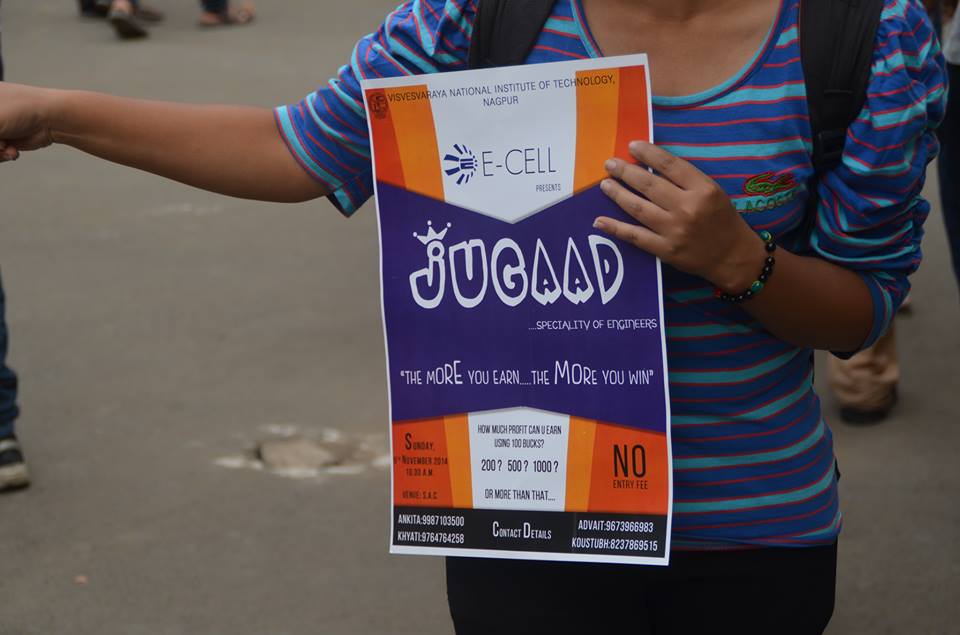 VISVESVARAYA NATIONAL INSTITUTE OF TECHNOLOGY,
NAGPUR
E-CELL
PRESENTS
JUGAAD
....SPECIALITY OF ENGINEERS
"THE MORE YOU EARN.....THE MORE YOU WIN"
HOW MUCH PROFIT CAN U EARN
USING 100 BUCKS?
200 ? 500 ? 1000 ?
OR MORE THAN THAT....
SUNDAY,
NOVEMBER 2014
10.30 A.M.
VENUE: S.A.C
NO
ENTRY FEE
ANKITA:9987103500
KHYATI:9764764258
CONTACT DETAILS
ADVAIT:9673966983
KOUSTUBH:8237869515
LACOSTE